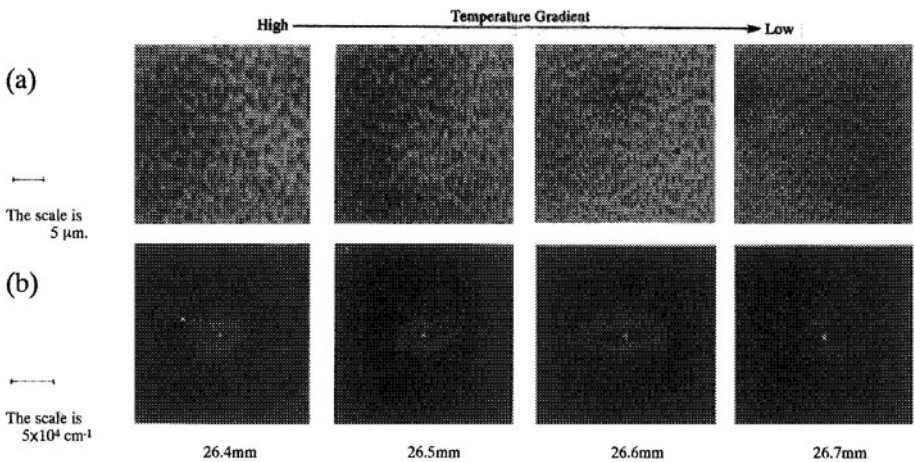 Temperature Gradient
High Low
(a)
The scale is
5 μm.
(b)
The scale is
5x10⁴ cm⁻¹
26.4mm 26.5mm 26.6mm 26.7mm